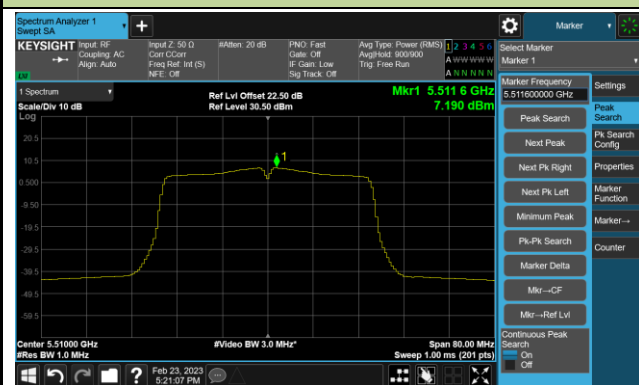 Spectrum Analyzer 1
Swept SA
+
Marker
KEYSIGHT
Input: RF
Coupling: AC
Align: Auto
Input Z: 50 Ω
Corr CCorr
Freq Ref: Int (S)
NFE: Off
#Atten: 20 dB
PNO: Fast
Gate: Off
IF Gain: Low
Sig Track: Off
Avg Type: Power (RMS)
Avg|Hold: 900/900
Trig: Free Run
1 2 3 4 5 6
A W W W W W
A N N N N N
LVI
Select Marker
Marker 1
1 Spectrum
Scale/Div 10 dB
Log
Ref Lvl Offset 22.50 dB
Ref Level 30.50 dBm
Mkr1 5.511 6 GHz
7.190 dBm
20.5
10.5
0.500
-9.50
-19.5
-29.5
-39.5
-49.5
-59.5
1
Center 5.51000 GHz
#Res BW 1.0 MHz
#Video BW 3.0 MHz*
Span 80.00 MHz
Sweep 1.00 ms (201 pts)
Marker Frequency
5.511600000 GHz
Peak Search
Next Peak
Next Pk Right
Next Pk Left
Minimum Peak
Pk-Pk Search
Marker Delta
Mkr→CF
Mkr→Ref Lvl
Continuous Peak
Search
On
Off
Settings
Peak
Search
Pk Search
Config
Properties
Marker
Function
Marker→
Counter
?
Feb 23, 2023
5:21:07 PM